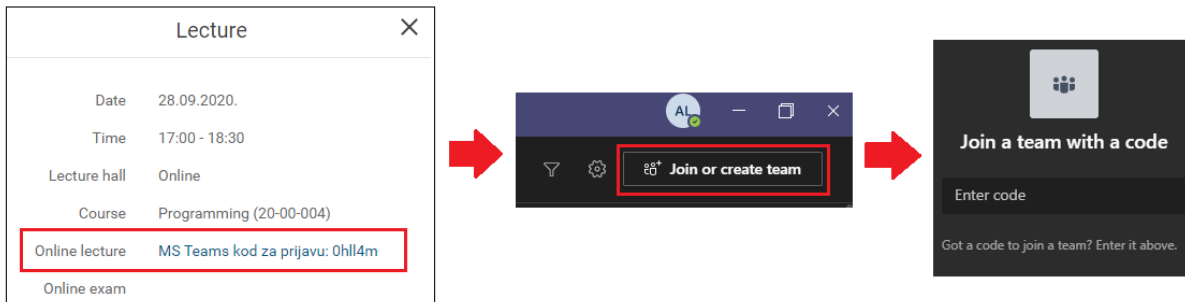 Lecture
Date 28.09.2020.
Time 17:00 - 18:30
Lecture hall Online
Course Programming (20-00-004)
Online lecture MS Teams kod za prijavu: 0hll4m
Online exam
AL
Join or create team
Join a team with a code
Enter code
Got a code to join a team? Enter it above.